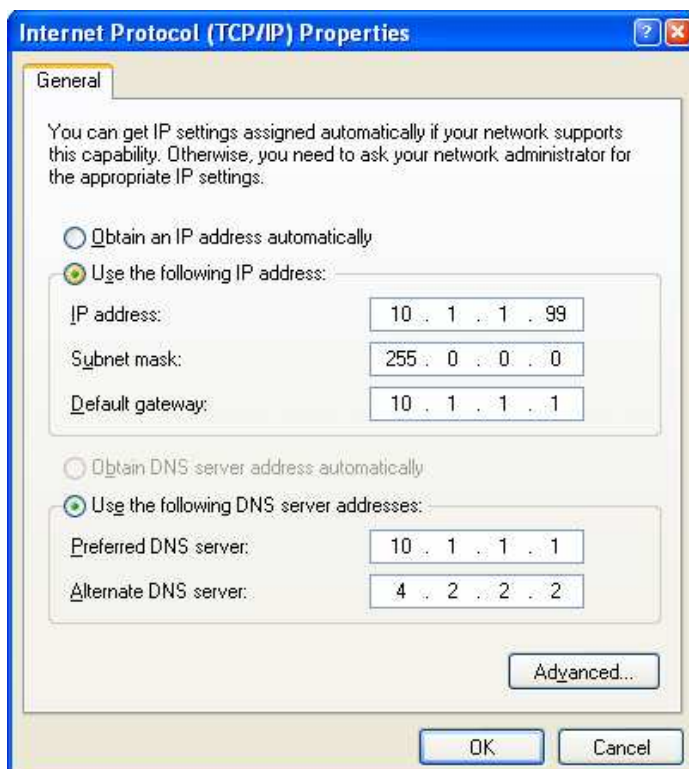 Internet Protocol (TCP/IP) Properties
General
You can get IP settings assigned automatically if your network supports
this capability. Otherwise, you need to ask your network administrator for
the appropriate IP settings.
Obtain an IP address automatically
Use the following IP address:
IP address: 10 . 1 . 1 . 99
Subnet mask: 255 . 0 . 0 . 0
Default gateway: 10 . 1 . 1 . 1
Obtain DNS server address automatically
Use the following DNS server addresses:
Preferred DNS server: 10 . 1 . 1 . 1
Alternate DNS server: 4 . 2 . 2 . 2
Advanced...
OK Cancel